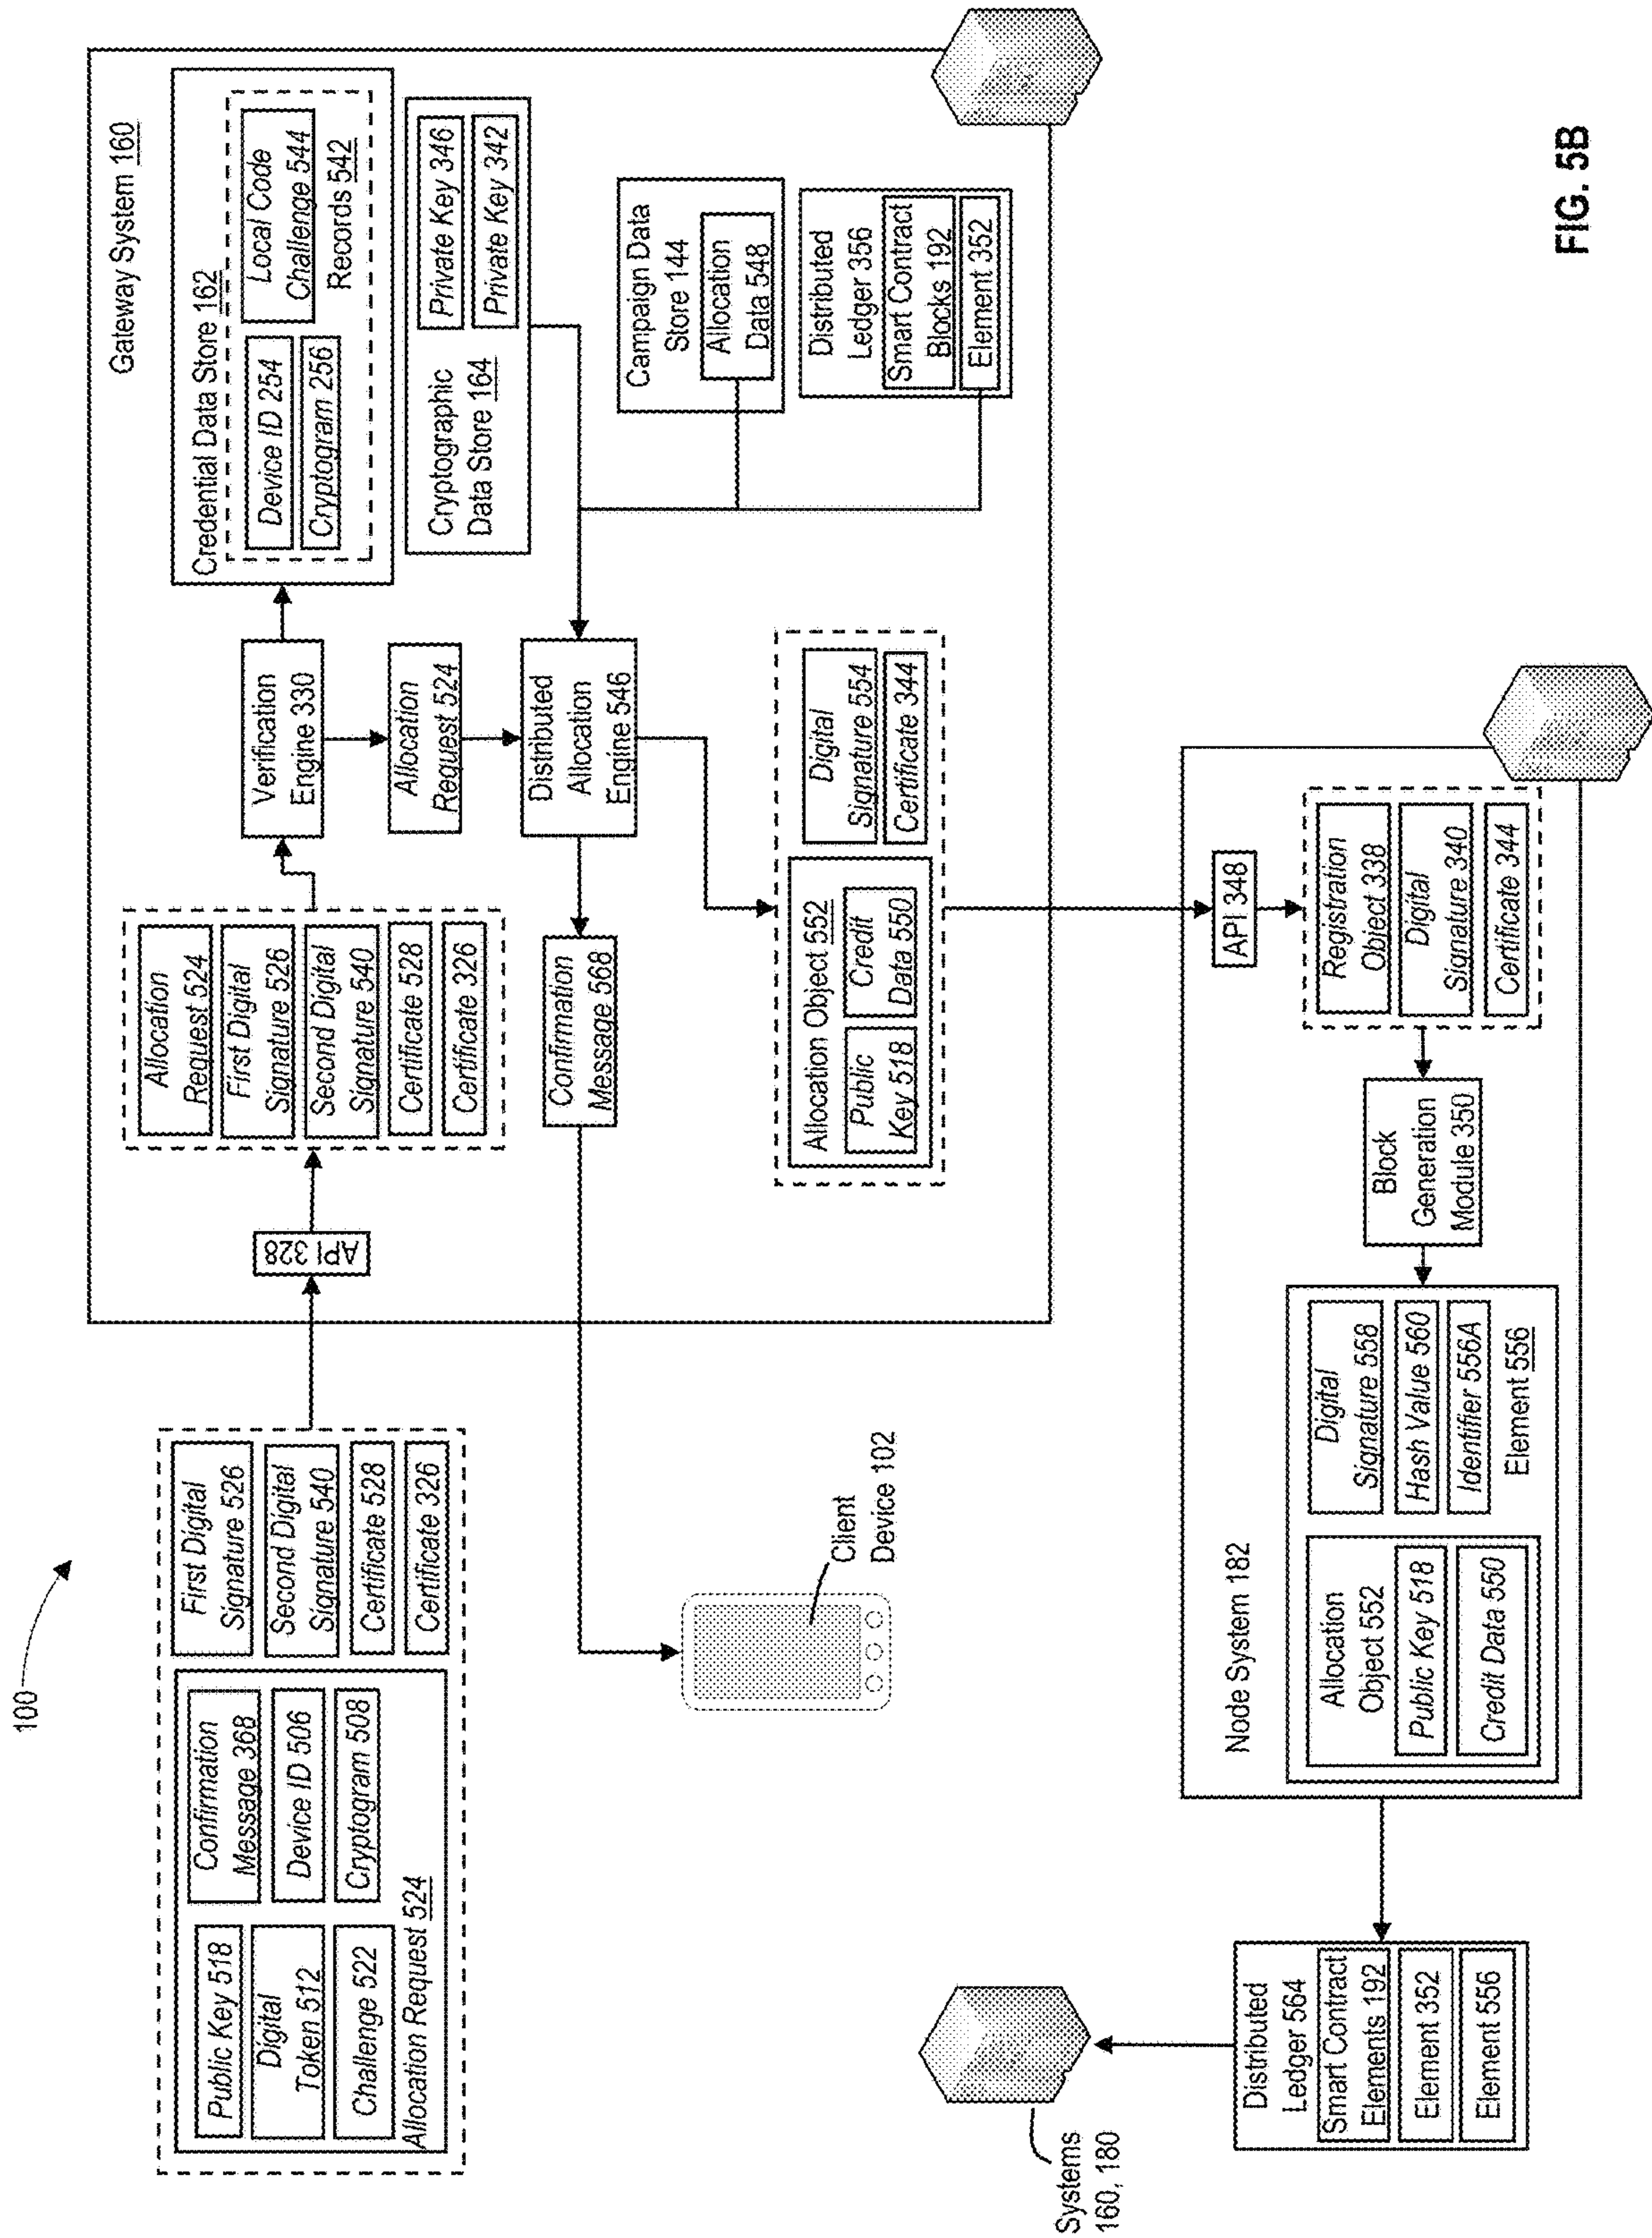 100
Public Key 518
Digital
Token 512
Challenge 522
Confirmation
Message 368
Device ID 506
Cryptogram 508
Allocation Request 524
First Digital
Signature 526
Second Digital
Signature 540
Certificate 528
Certificate 326
API 328
Gateway System 160
Allocation
Request 524
First Digital
Signature 526
Second Digital
Signature 540
Certificate 528
Certificate 326
Verification
Engine 330
Credential Data Store 162
Device ID 254
Cryptogram 256
Local Code
Challenge 544
Records 542
Allocation
Request 524
Cryptographic
Data Store 164
Private Key 346
Private Key 342
Distributed
Allocation
Engine 546
Confirmation
Message 568
Campaign Data
Store 144
Allocation
Data 548
Distributed
Ledger 356
Smart Contract
Blocks 192
Element 352
Allocation Object 552
Public
Key 518
Credit
Data 550
Digital
Signature 554
Certificate 344
Client
Device 102
Node System 182
API 348
Registration
Object 338
Digital
Signature 340
Certificate 344
Block
Generation
Module 350
Allocation
Object 552
Public Key 518
Credit Data 550
Digital
Signature 558
Hash Value 560
Identifier 556A
Element 556
Distributed
Ledger 564
Smart Contract
Elements 192
Element 352
Element 556
Systems
160, 180
FIG. 5B